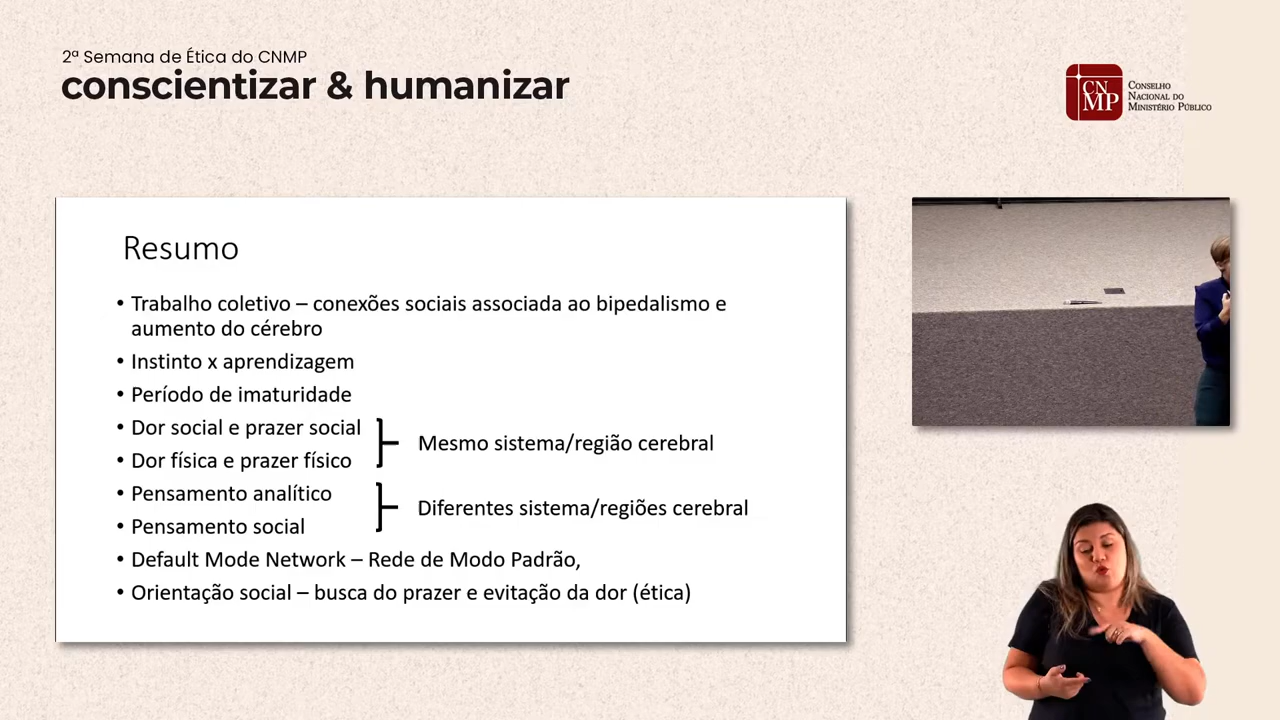 2ª Semana de Ética do CNMP
conscientizar & humanizar
CN
MP
Conselho
Nacional do
Ministério Público
Resumo
• Trabalho coletivo – conexões sociais associada ao bipedalismo e
aumento do cérebro
• Instinto x aprendizagem
• Período de imaturidade
• Dor social e prazer social
• Dor física e prazer físico
Mesmo sistema/região cerebral
• Pensamento analítico
• Pensamento social
Diferentes sistema/regiões cerebral
• Default Mode Network – Rede de Modo Padrão,
• Orientação social – busca do prazer e evitação da dor (ética)